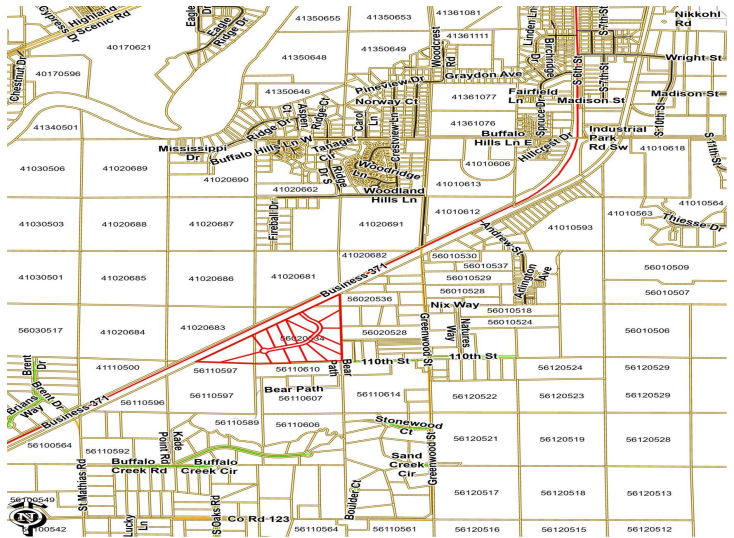 41350655 41350653 41361081
Cypress Dr
Highland
Scenic Rd
Eagle
Eagle
Ridge Dr
Linden Ln
S 7th St
Nikkohl
Rd
40170621
41361111
41350649
41350648
Woodcrest
Rd
Birchridge
Dr
S 6th St
S 7th St
Wright St
Chestnut Dr
40170596
Pineview Dr
Graydon Ave
41350646
Norway Ct
41361077
Fairfield
Ln
Madison St
Madison St
41340501
Ridge Dr
Aspen
Ct
Ridge Ct
Carol
Ln
Crestview Ln
41361076
Spruce Dr
S 10th St
Buffalo
Hills Ln E
Industrial
Park
Rd Sw
S 11th St
Mississippi
Dr
Buffalo Hills Ln W
Tanager
Cir
Hillcrest Dr
41010618
41030506 41020689
41020690
Ridge
Dr S
Woodridge
Ln
41010606
41020662
Woodland
Hills Ln
41010613
41010564
Fireball Dr
41010612
41010563
Thiesse Dr
41030503 41020688 41020687
41020691
41010593
Andrew St
41020682
56010530
56010537
41030501 41020685 41020686
41020681
Business 371
56010529
Arlington
Ave
56010509
56010528
56010507
56020536
Nix Way
56010518
56030517 41020684
41020683
56020534
56020528
Greenwood St
Natures
Way
56010524
56010506
Brent
Dr
41110500
56110597
56110610
Bear
Path
110th St
110th St
56120524 56120529
Brent Dr
Brians
Way
Business 371
56110596
56110597
Bear Path
56110607
56110614
56120522 56120523 56120529
56100564
56110592
Kade
Point Rd
56110589 56110606
Stonewood
Ct
56120521 56120519 56120528
Greenwood St
Buffalo
Creek Rd
Buffalo
Creek Cir
Sand
Creek
Cir
St Mathias Rd
56100549
N
56100542
Lucky
Ln
S Oaks Rd
Boulder Ct
56120517 56120518 56120513
Co Rd 123
56110564 56110561 56120516 56120515 56120512